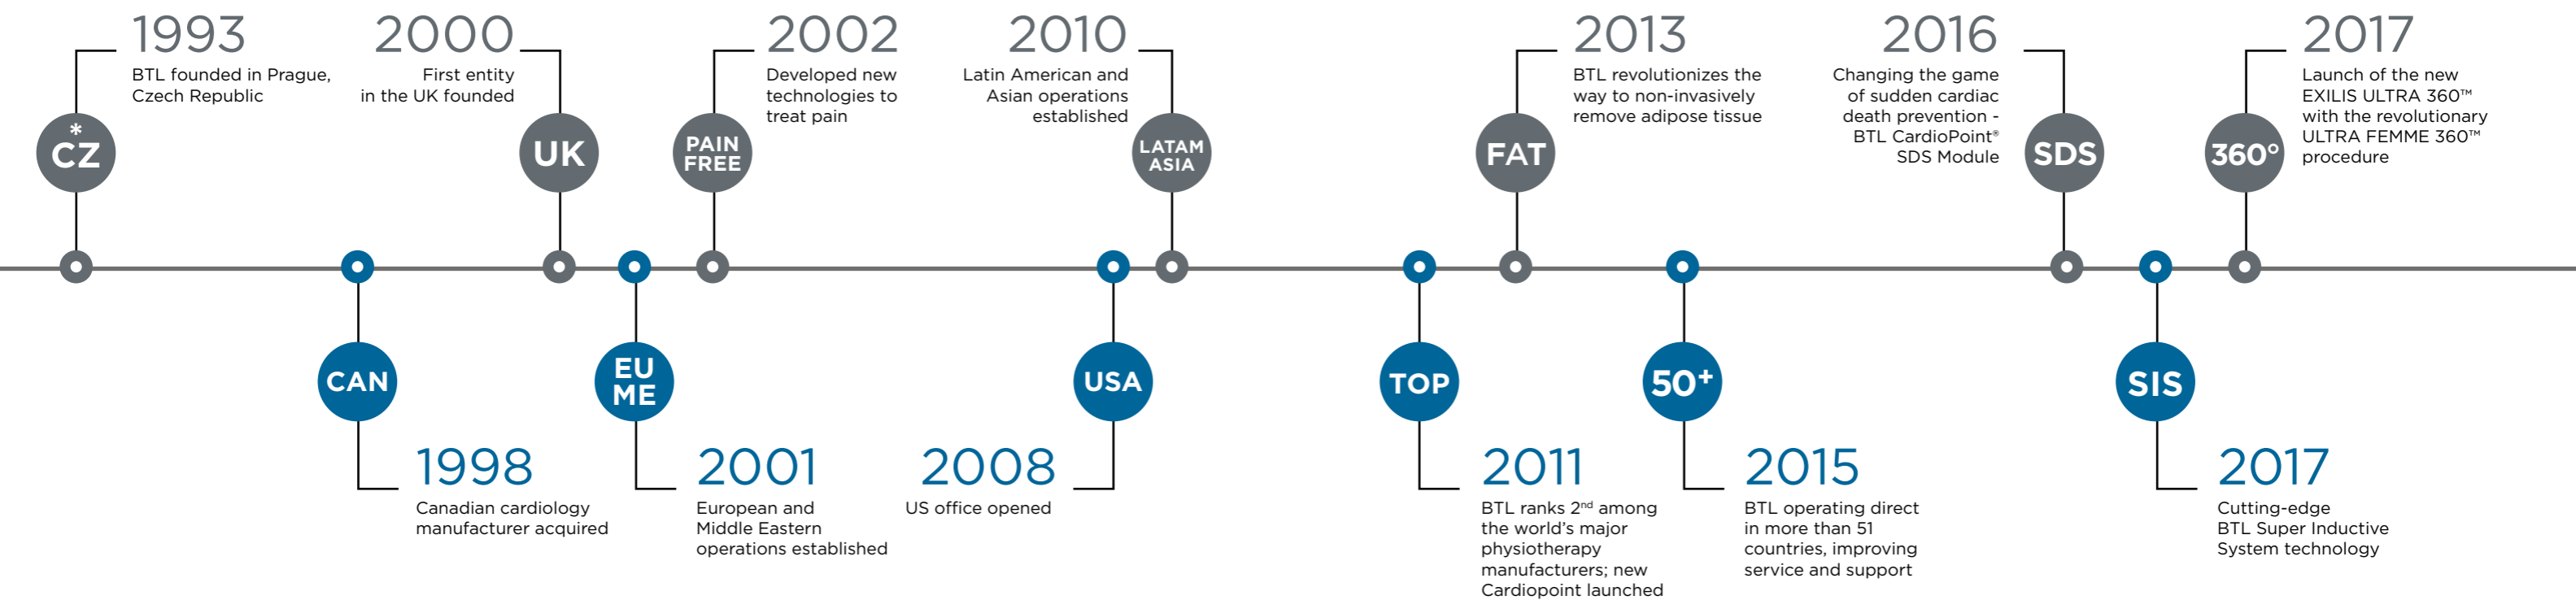 1993
BTL founded in Prague,
Czech Republic
*
CZ
2000
First entity
in the UK founded
UK
2002
Developed new
technologies to
treat pain
PAIN
FREE
2010
Latin American and
Asian operations
established
LATAM
ASIA
2013
BTL revolutionizes the
way to non-invasively
remove adipose tissue
FAT
2016
Changing the game
of sudden cardiac
death prevention -
BTL CardioPoint®
SDS Module
SDS
2017
Launch of the new
EXILIS ULTRA 360™
with the revolutionary
ULTRA FEMME 360™
procedure
360°
CAN
1998
Canadian cardiology
manufacturer acquired
EU
ME
2001
European and
Middle Eastern
operations established
USA
2008
US office opened
TOP
2011
BTL ranks 2nd among
the world’s major
physiotherapy
manufacturers; new
Cardiopoint launched
50+
2015
BTL operating direct
in more than 51
countries, improving
service and support
SIS
2017
Cutting-edge
BTL Super Inductive
System technology